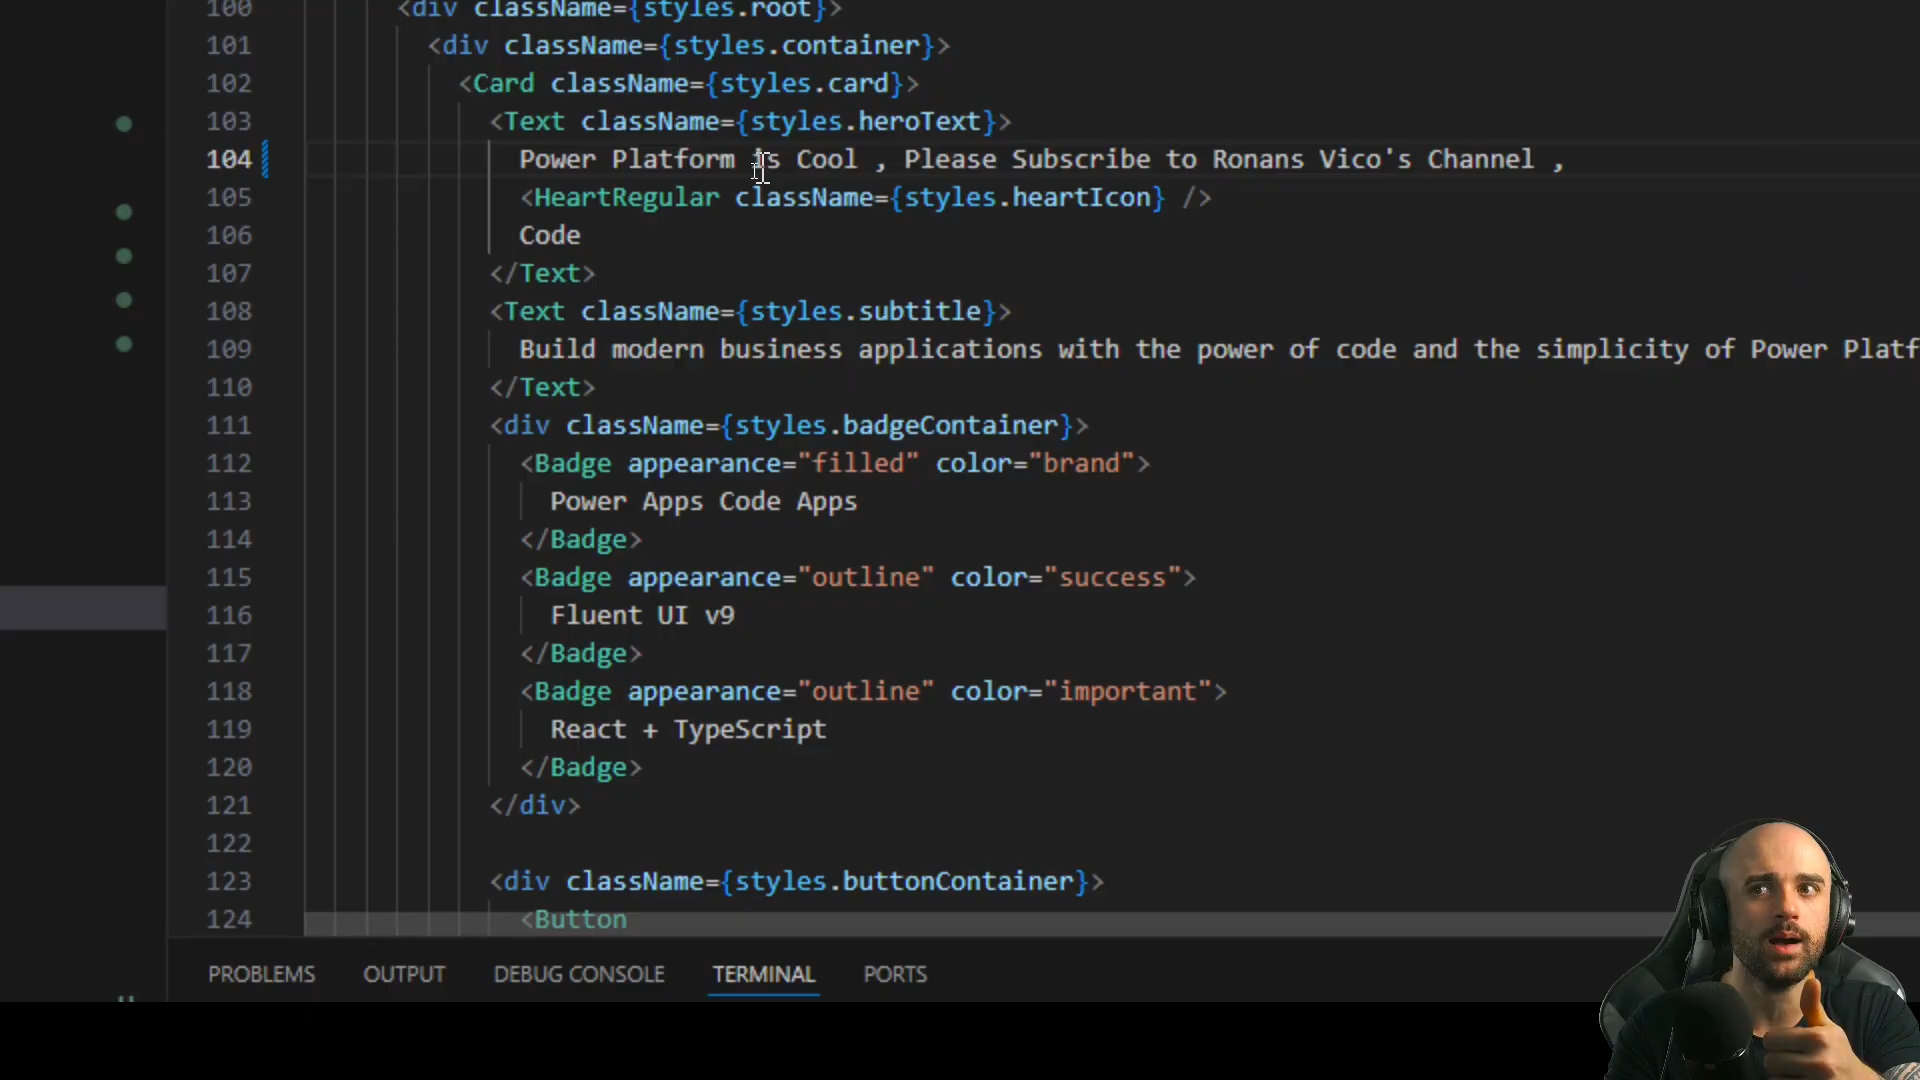 100 <div className={styles.root}>
101 <div className={styles.container}>
102 <Card className={styles.card}>
103 <Text className={styles.heroText}>
104 Power Platform is Cool , Please Subscribe to Ronans Vico's Channel ,
105 <HeartRegular className={styles.heartIcon} />
106 Code
107 </Text>
108 <Text className={styles.subtitle}>
109 Build modern business applications with the power of code and the simplicity of Power Platf
110 </Text>
111 <div className={styles.badgeContainer}>
112 <Badge appearance="filled" color="brand">
113 Power Apps Code Apps
114 </Badge>
115 <Badge appearance="outline" color="success">
116 Fluent UI v9
117 </Badge>
118 <Badge appearance="outline" color="important">
119 React + TypeScript
120 </Badge>
121 </div>
122
123 <div className={styles.buttonContainer}>
124 <Button
PROBLEMS OUTPUT DEBUG CONSOLE TERMINAL PORTS